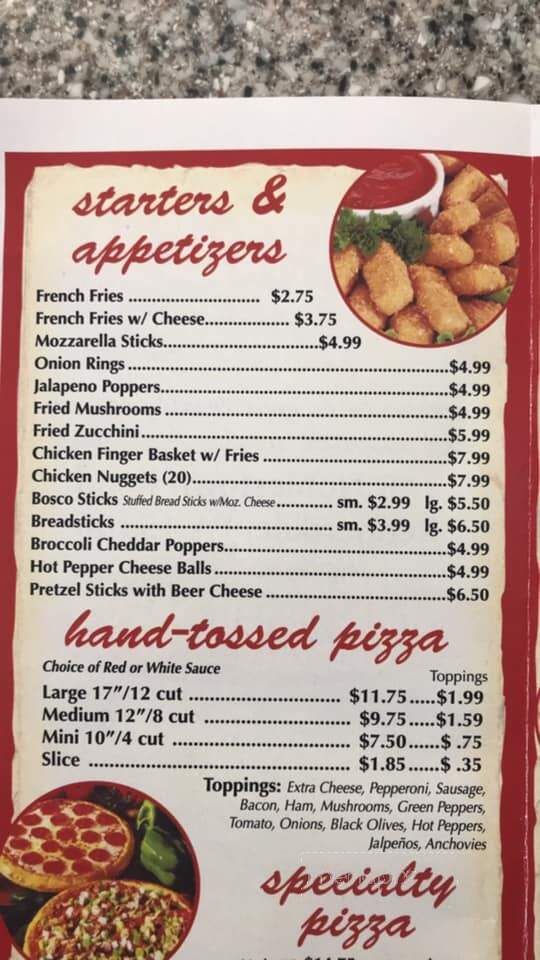 starters &
appetizers
French Fries ............................ $2.75
French Fries w/ Cheese.................. $3.75
Mozzarella Sticks......................................$4.99
Onion Rings .....................................................................$4.99
Jalapeno Poppers..............................................................$4.99
Fried Mushrooms .............................................................$4.99
Fried Zucchini..................................................................$5.99
Chicken Finger Basket w/ Fries .......................................$7.99
Chicken Nuggets (20).......................................................$7.99
Bosco Sticks Stuffed Bread Sticks w/Moz. Cheese............ sm. $2.99 lg. $5.50
Breadsticks .............................................. sm. $3.99 lg. $6.50
Broccoli Cheddar Poppers................................................$4.99
Hot Pepper Cheese Balls ..................................................$4.99
Pretzel Sticks with Beer Cheese .......................................$6.50
hand-tossed pizza
Choice of Red or White Sauce
Toppings
Large 17"/12 cut ................................. $11.75.....$1.99
Medium 12"/8 cut ................................ $9.75.....$1.59
Mini 10"/4 cut ...................................... $7.50......$ .75
Slice ........................................................ $1.85.....$ .35
Toppings: Extra Cheese, Pepperoni, Sausage,
Bacon, Ham, Mushrooms, Green Peppers,
Tomato, Onions, Black Olives, Hot Peppers,
Jalpeños, Anchovies
specialty
pizza